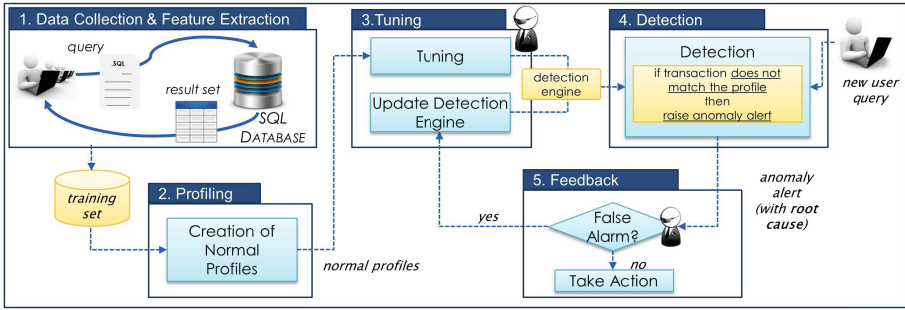 1. Data Collection & Feature Extraction
query
.SQL
result set
SQL
DATABASE
training
set
2. Profiling
Creation of
Normal
Profiles
normal profiles
3.Tuning
Tuning
Update Detection
Engine
detection
engine
4. Detection
Detection
if transaction does not
match the profile
then
raise anomaly alert
new user
query
anomaly
alert
(with root
cause)
5. Feedback
False
Alarm?
yes
no
Take Action